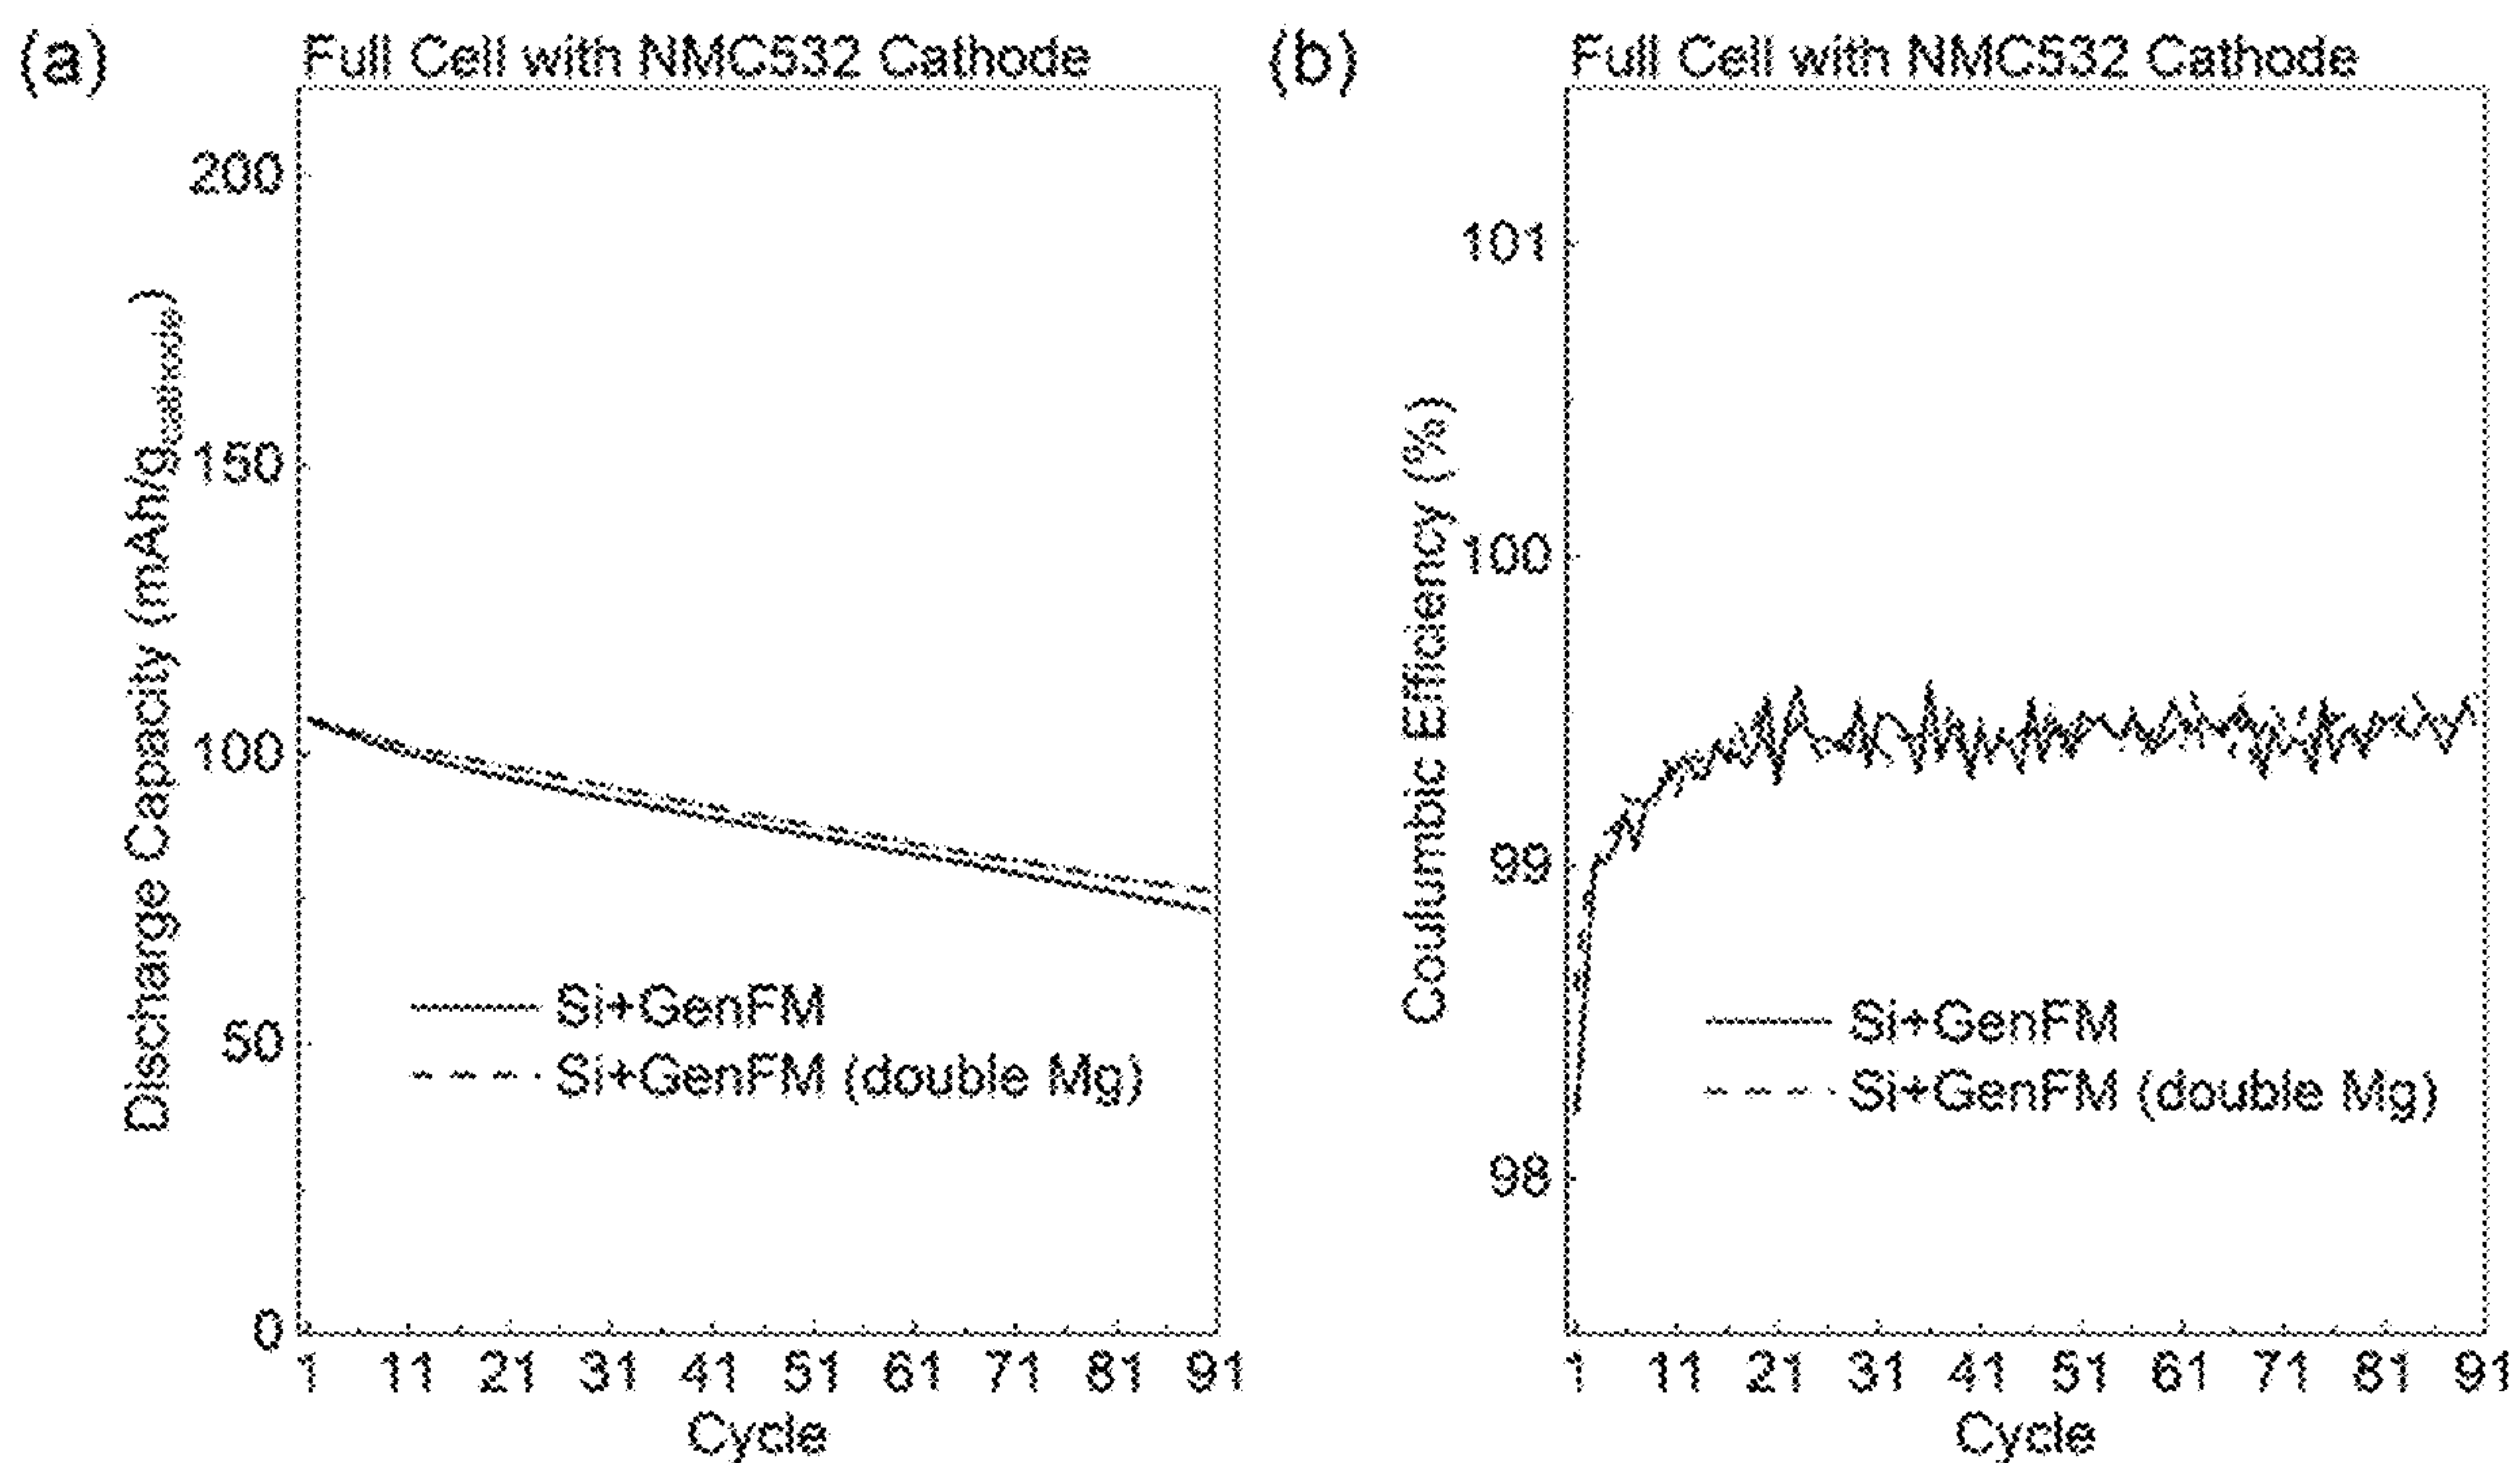 (a)
Full Cell with NMC532 Cathode
Discharge Capacity (mAh/g_cathode)
200
150
100
50
0
Si+GenFM
Si+GenFM (double Mg)
1 11 21 31 41 51 61 71 81 91
Cycle
(b)
Full Cell with NMC532 Cathode
Coulumbic Efficiency (%)
101
100
99
98
Si+GenFM
Si+GenFM (double Mg)
1 11 21 31 41 51 61 71 81 91
Cycle